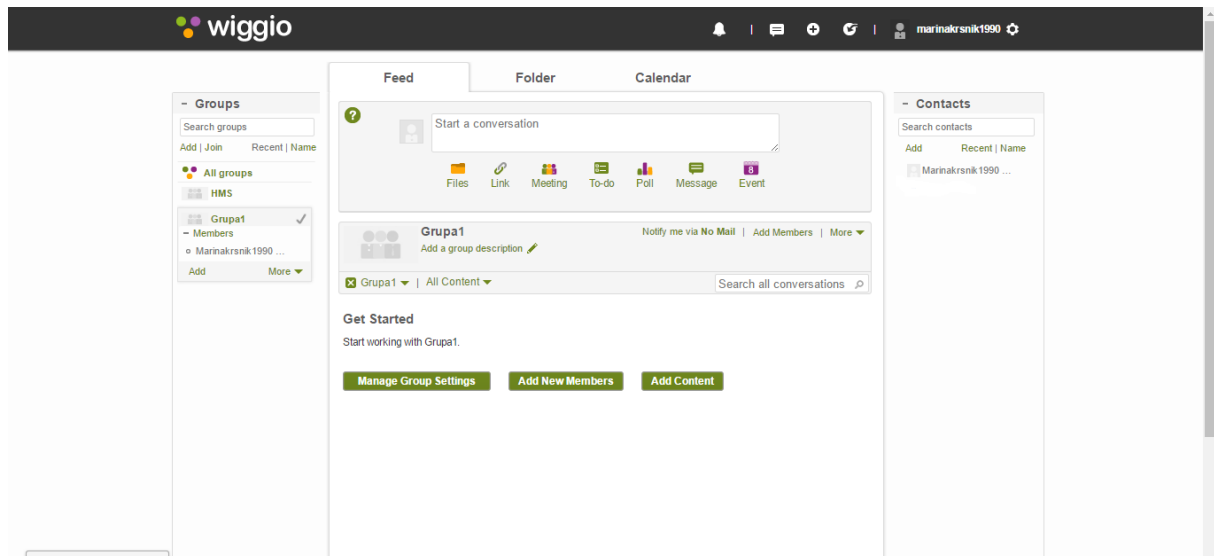 wiggio
marinakrsnik1990
Feed
Folder
Calendar
− Groups
Search groups
Add | Join Recent | Name
All groups
HMS
Grupa1
− Members
Marinakrsnik1990 ...
Add More
?
Start a conversation
Files Link Meeting To-do Poll Message Event
8
Grupa1
Notify me via No Mail | Add Members | More
Add a group description
Grupa1 | All Content
Search all conversations
Get Started
Start working with Grupa1.
Manage Group Settings Add New Members Add Content
− Contacts
Search contacts
Add Recent | Name
Marinakrsnik1990 ...